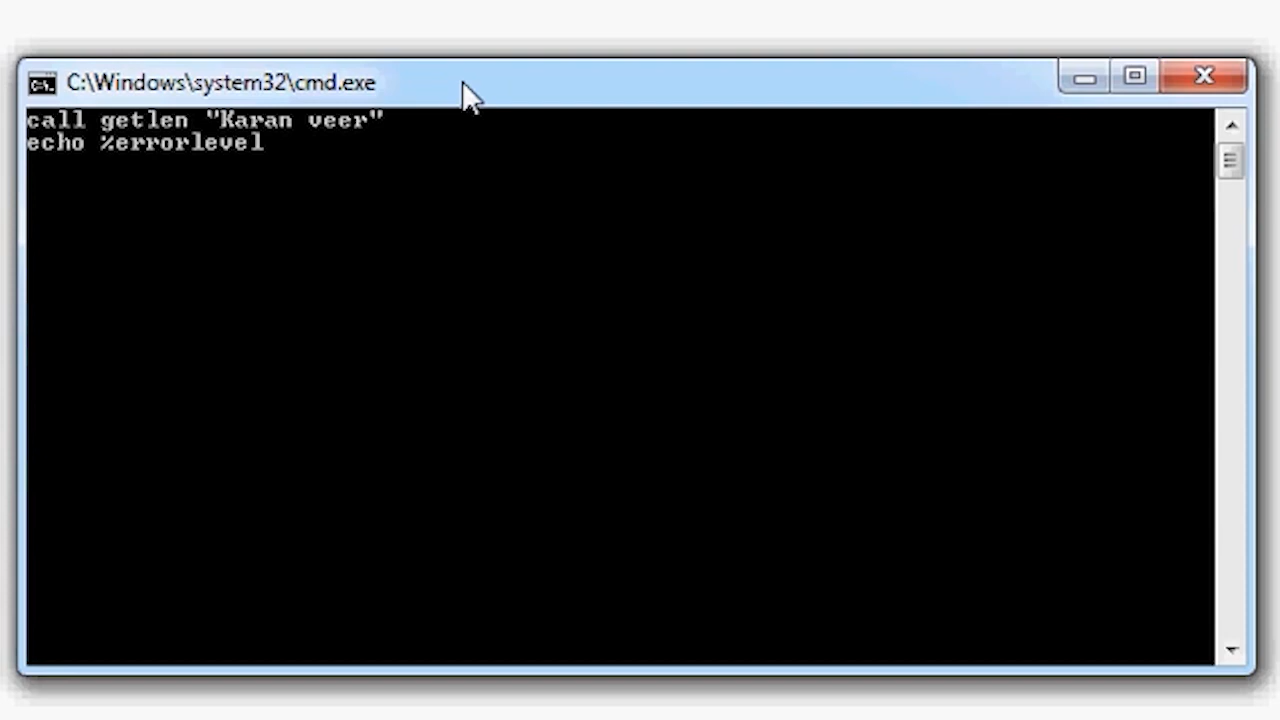 C:\Windows\system32\cmd.exe
call getlen "Karan veer"
echo %errorlevel